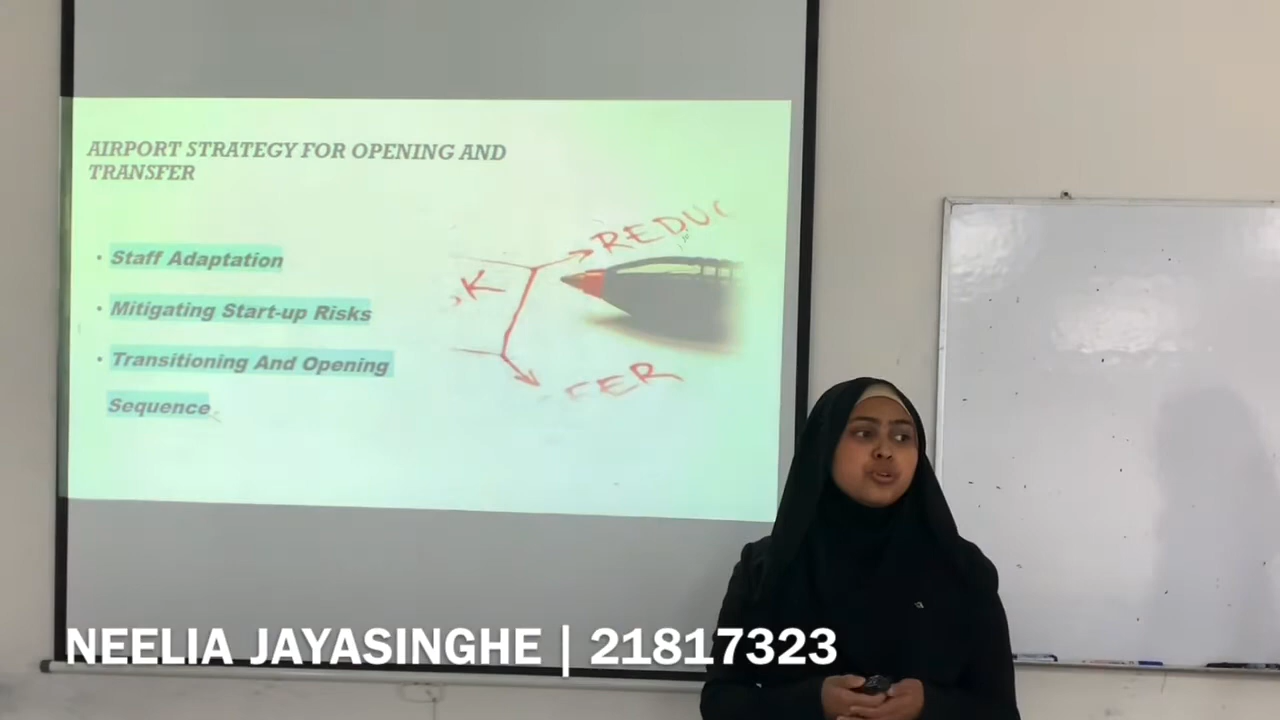 AIRPORT STRATEGY FOR OPENING AND
TRANSFER
• Staff Adaptation
• Mitigating Start-up Risks
• Transitioning And Opening
Sequence
REDUC
K
FER
NEELIA JAYASINGHE | 21817323